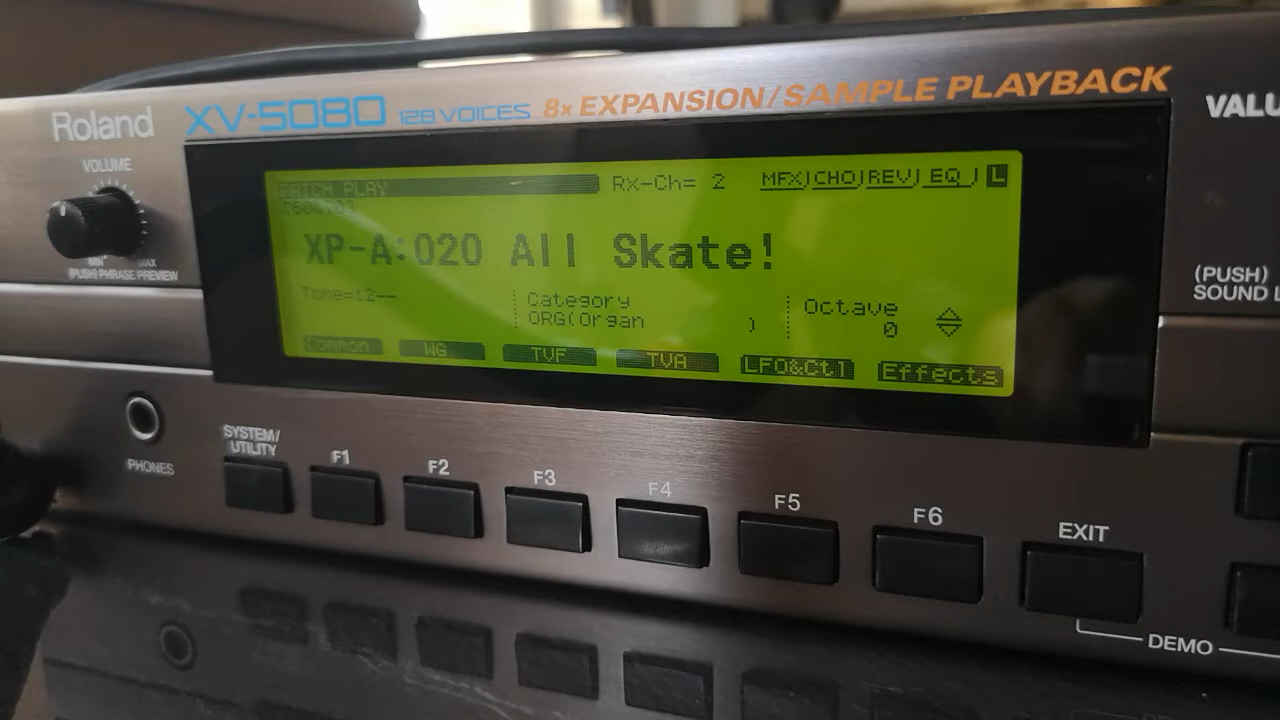 Roland XV-5080 128 VOICES 8x EXPANSION/SAMPLE PLAYBACK
VOLUME
MIN MAX
(PUSH) PHRASE PREVIEW
PATCH PLAY Rx-Ch= 2 MFX CHO REV EQ L
XP-A:020 All Skate!
Tone=12--
Category
ORG(Organ )
Octave
0
Common WG TVF TVA LFO&Ctl Effects
(PUSH)
PHONES
SYSTEM/
UTILITY
F1 F2 F3 F4 F5 F6 EXIT
DEMO